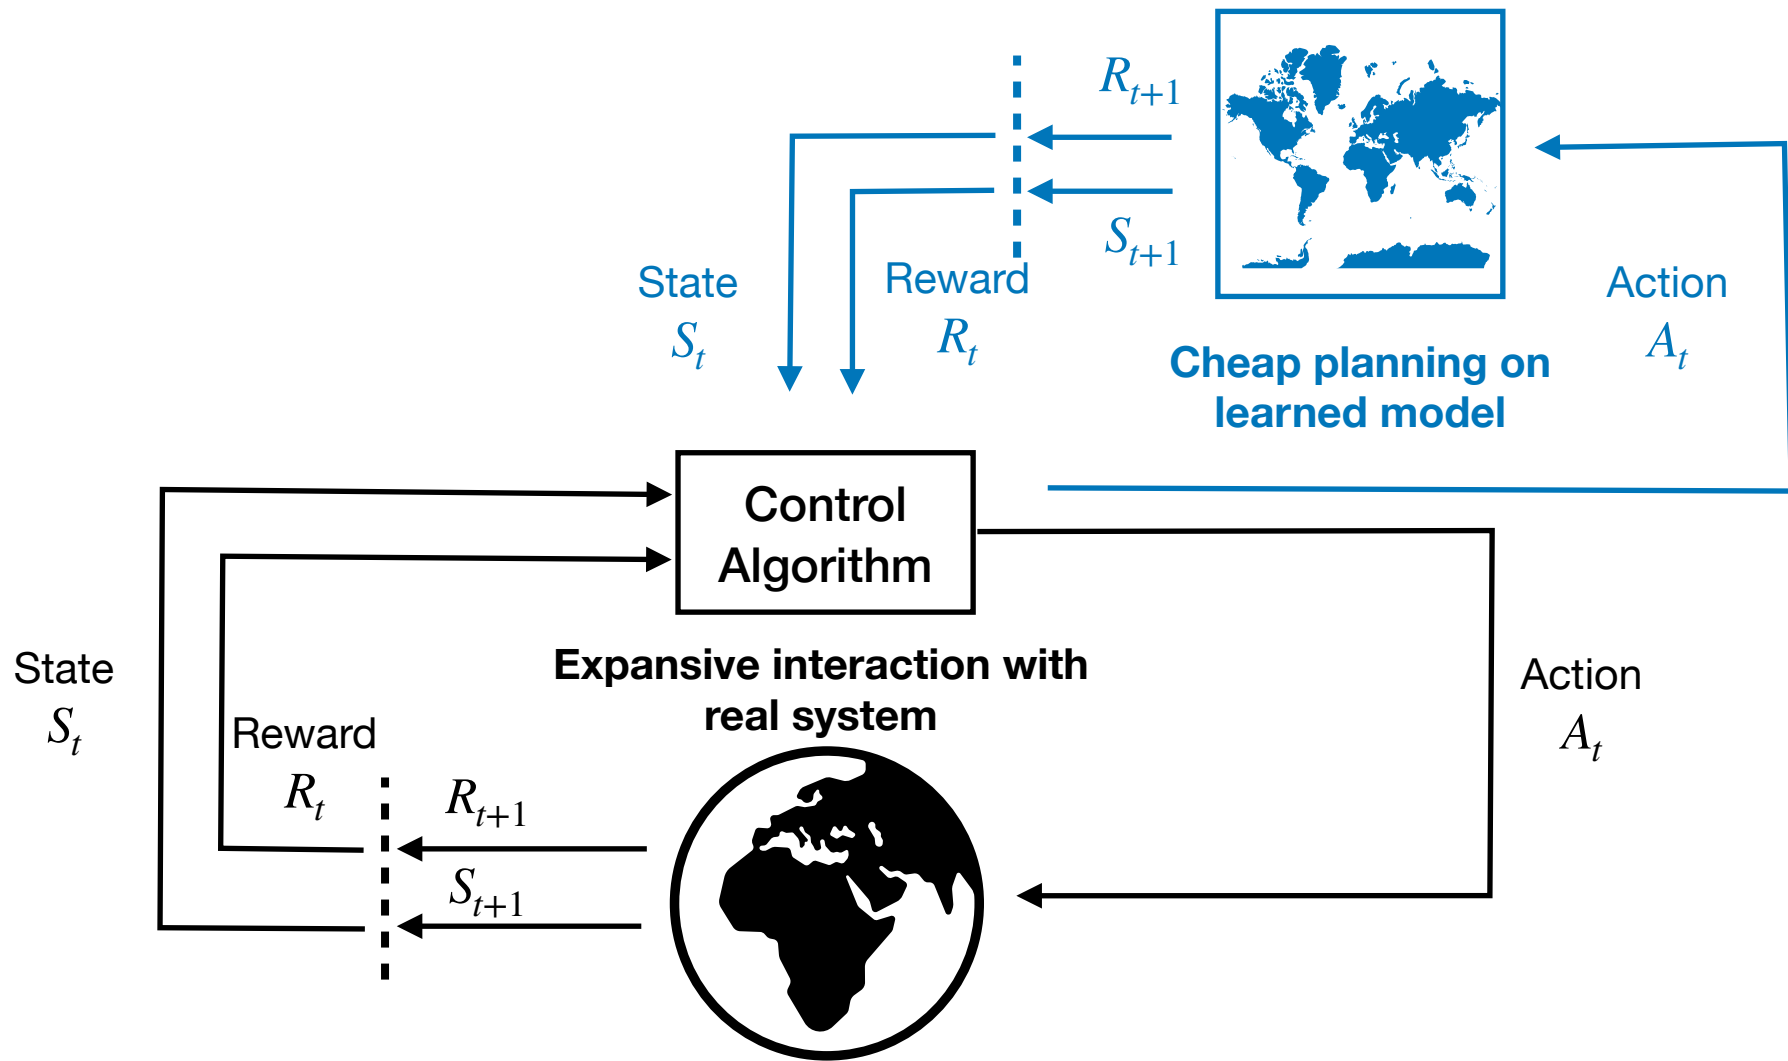 R_{t+1}
S_{t+1}
State
S_t
Reward
R_t
Action
A_t
Cheap planning on
learned model
Control
Algorithm
Expansive interaction with
real system
State
S_t
Reward
R_t
R_{t+1}
S_{t+1}
Action
A_t